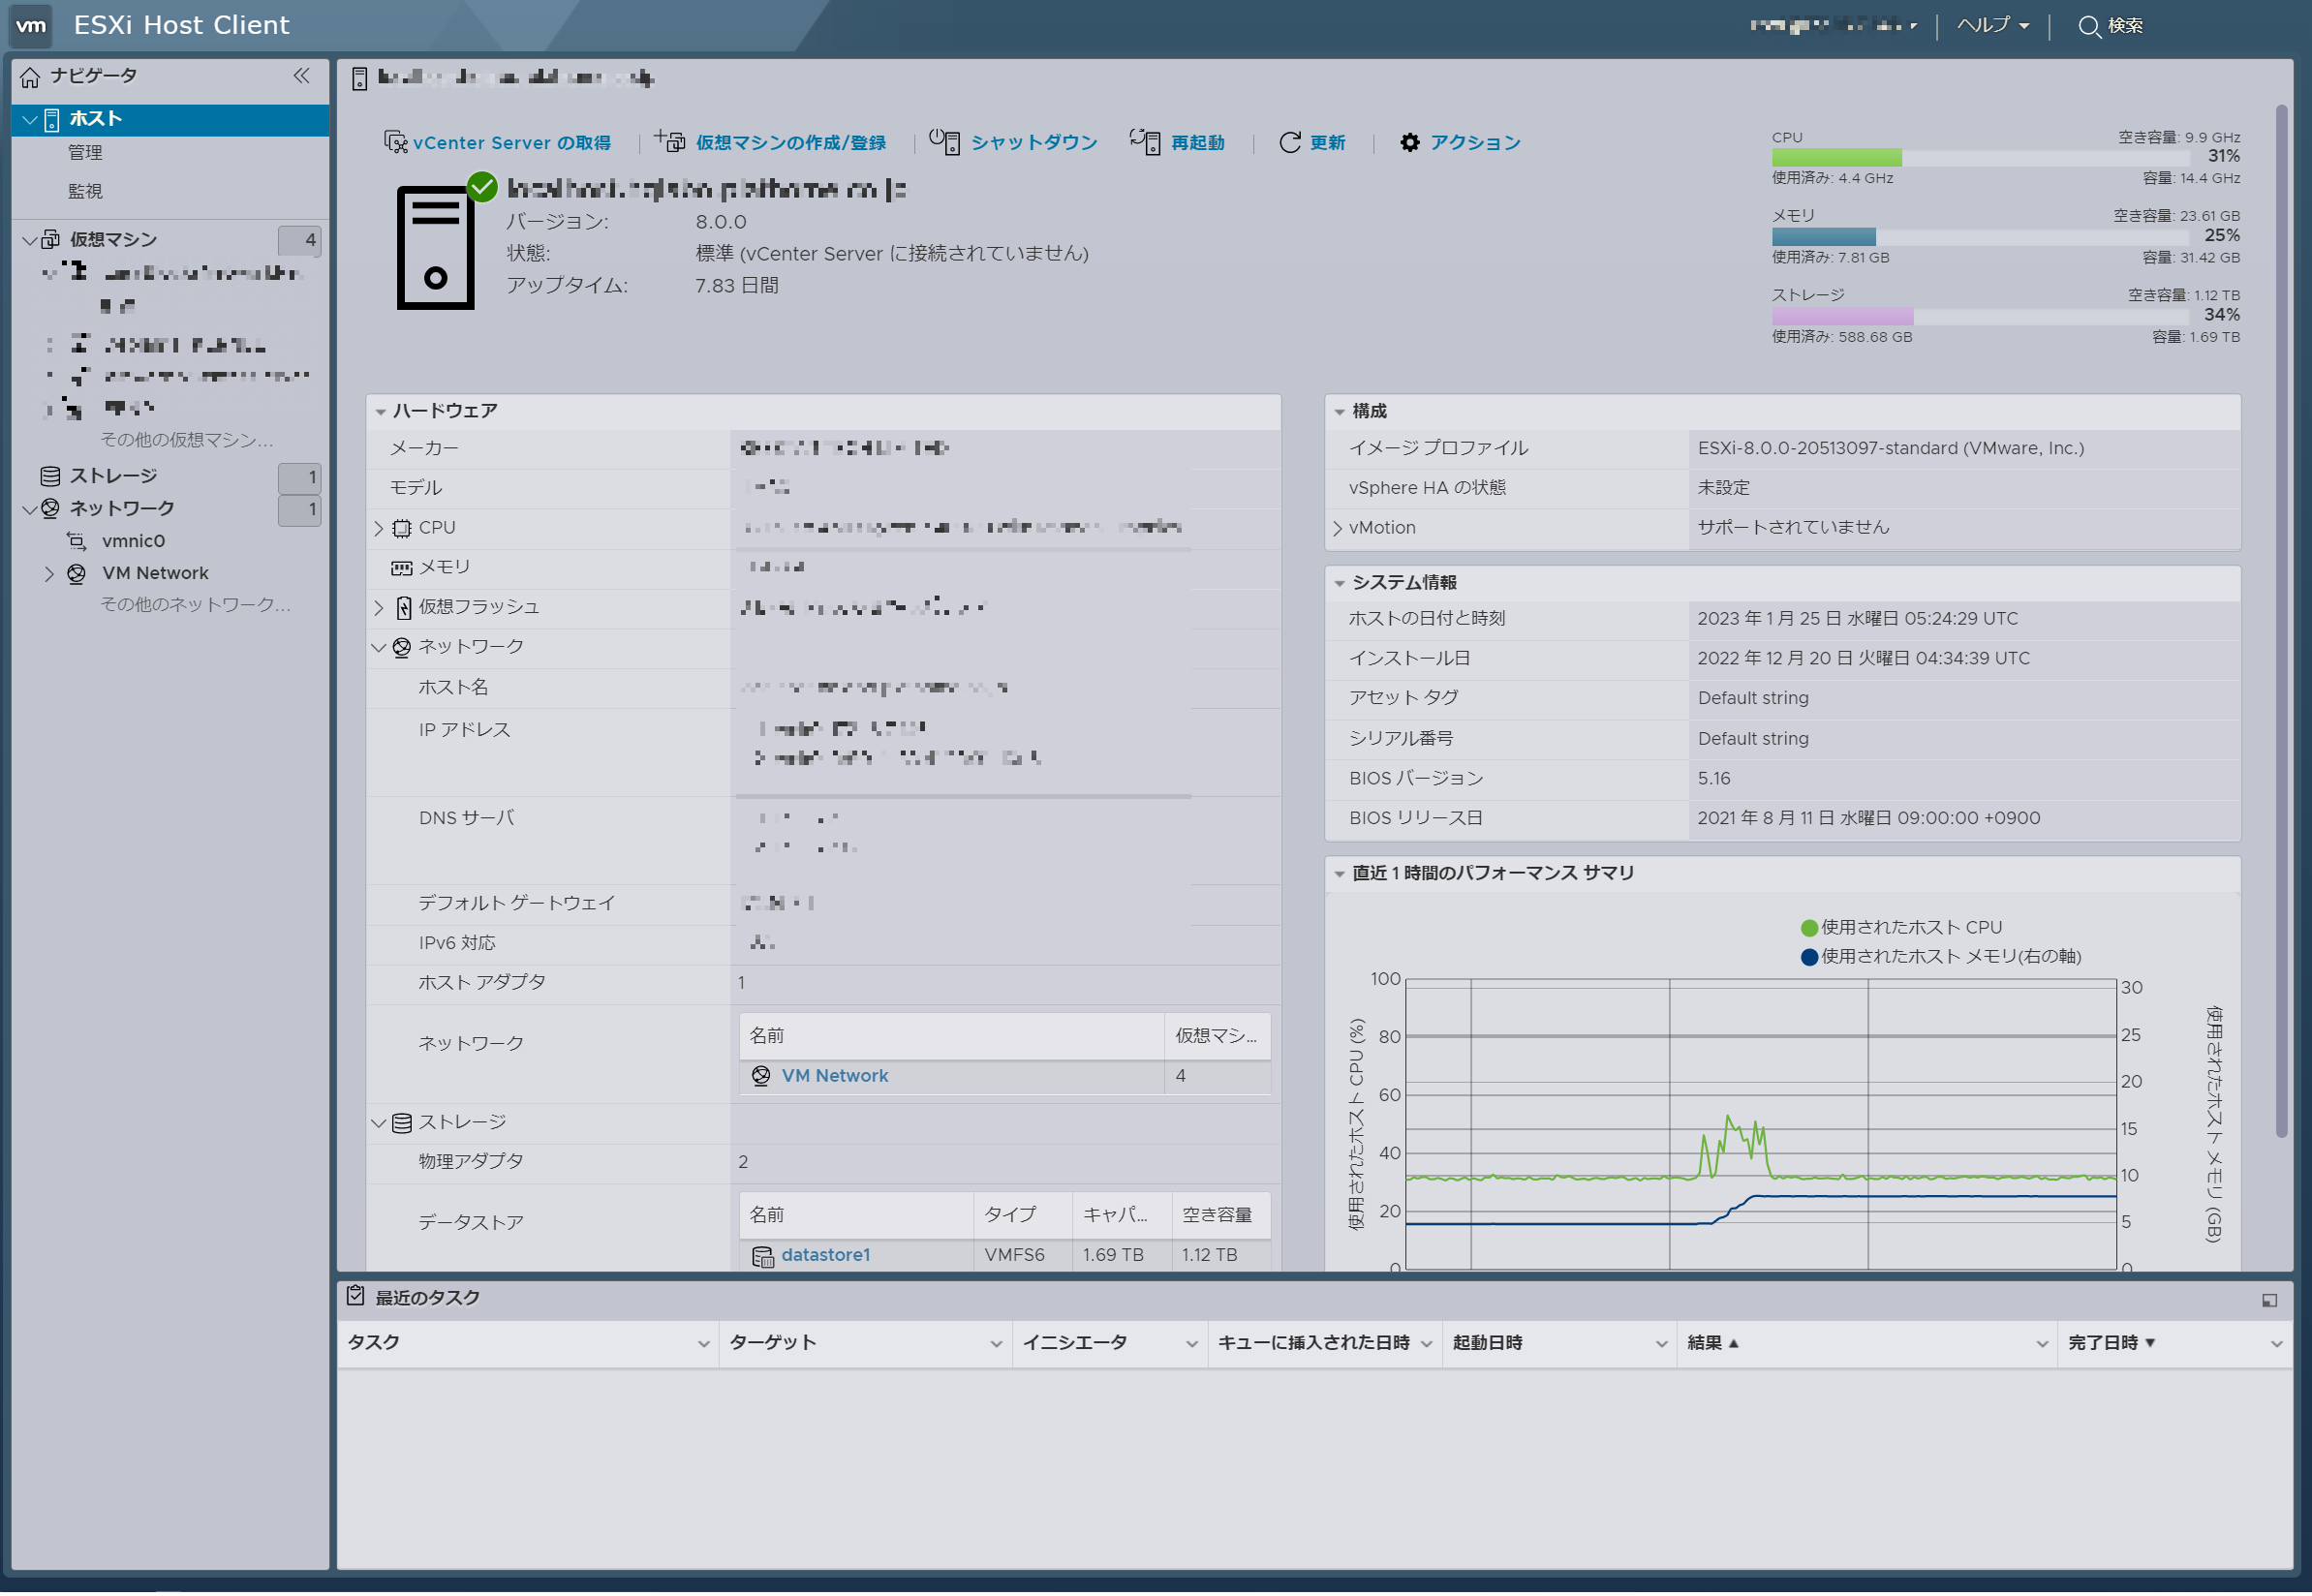 vm ESXi Host Client
ヘルプ
検索
ナビゲータ
ホスト
管理
監視
仮想マシン 4
その他の仮想マシン...
ストレージ 1
ネットワーク 1
vmnic0
VM Network
その他のネットワーク...
vCenter Server の取得
仮想マシンの作成/登録
シャットダウン
再起動
更新
アクション
バージョン: 8.0.0
状態: 標準 (vCenter Server に接続されていません)
アップタイム: 7.83 日間
CPU 空き容量: 9.9 GHz
31%
使用済み: 4.4 GHz 容量: 14.4 GHz
メモリ 空き容量: 23.61 GB
25%
使用済み: 7.81 GB 容量: 31.42 GB
ストレージ 空き容量: 1.12 TB
34%
使用済み: 588.68 GB 容量: 1.69 TB
ハードウェア
メーカー
モデル
CPU
メモリ
仮想フラッシュ
ネットワーク
ホスト名
IP アドレス
DNS サーバ
デフォルト ゲートウェイ
IPv6 対応
ホスト アダプタ 1
ネットワーク
名前 仮想マシ...
VM Network 4
ストレージ
物理アダプタ 2
データストア
名前 タイプ キャパ... 空き容量
datastore1 VMFS6 1.69 TB 1.12 TB
構成
イメージ プロファイル ESXi-8.0.0-20513097-standard (VMware, Inc.)
vSphere HA の状態 未設定
vMotion サポートされていません
システム情報
ホストの日付と時刻 2023 年 1 月 25 日 水曜日 05:24:29 UTC
インストール日 2022 年 12 月 20 日 火曜日 04:34:39 UTC
アセット タグ Default string
シリアル番号 Default string
BIOS バージョン 5.16
BIOS リリース日 2021 年 8 月 11 日 水曜日 09:00:00 +0900
直近 1 時間のパフォーマンス サマリ
使用されたホスト CPU
使用されたホスト メモリ(右の軸)
使用されたホスト CPU (%)
100
80
60
40
20
0
30
25
20
15
10
5
0
使用されたホスト メモリ (GB)
最近のタスク
タスク ターゲット イニシエータ キューに挿入された日時 起動日時 結果 ▲ 完了日時 ▼